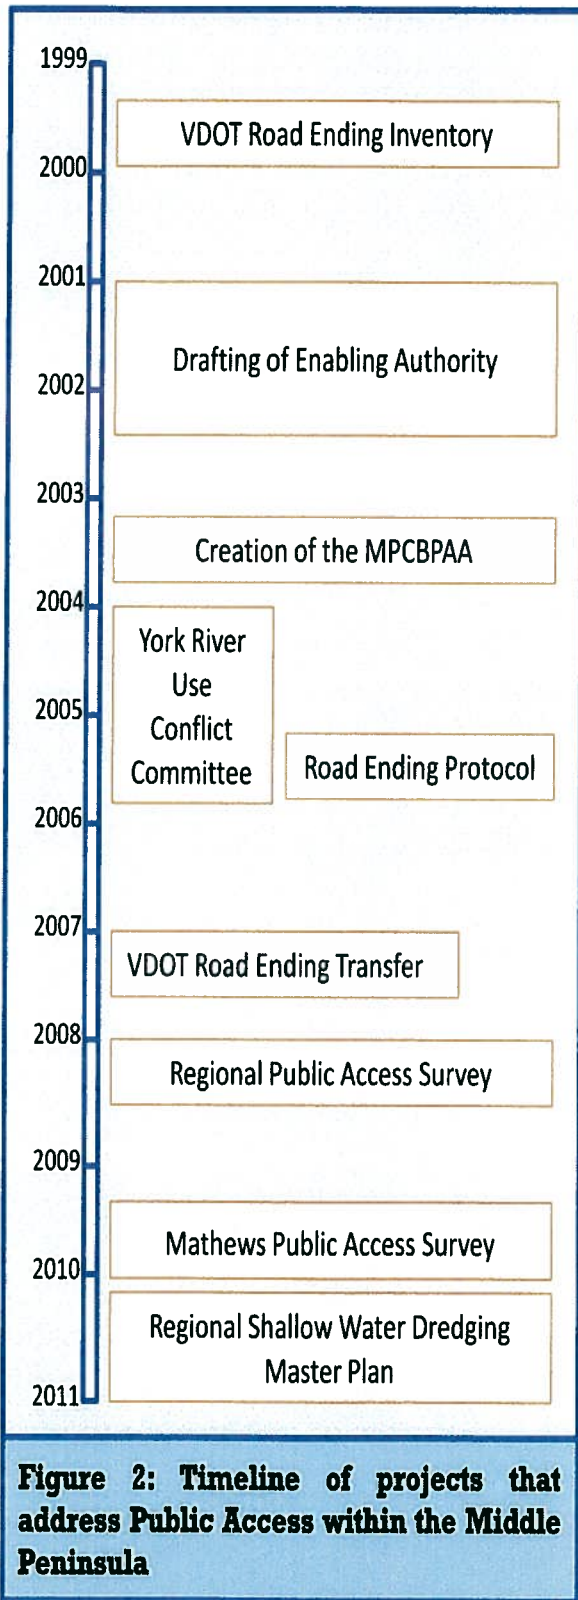 1999
VDOT Road Ending Inventory
2000
2001
Drafting of Enabling Authority
2002
2003
Creation of the MPCBPAA
2004
York River
Use
Conflict
Committee
2005
Road Ending Protocol
2006
2007
VDOT Road Ending Transfer
2008
Regional Public Access Survey
2009
Mathews Public Access Survey
2010
Regional Shallow Water Dredging
Master Plan
2011
Figure 2: Timeline of projects that
address Public Access within the Middle
Peninsula